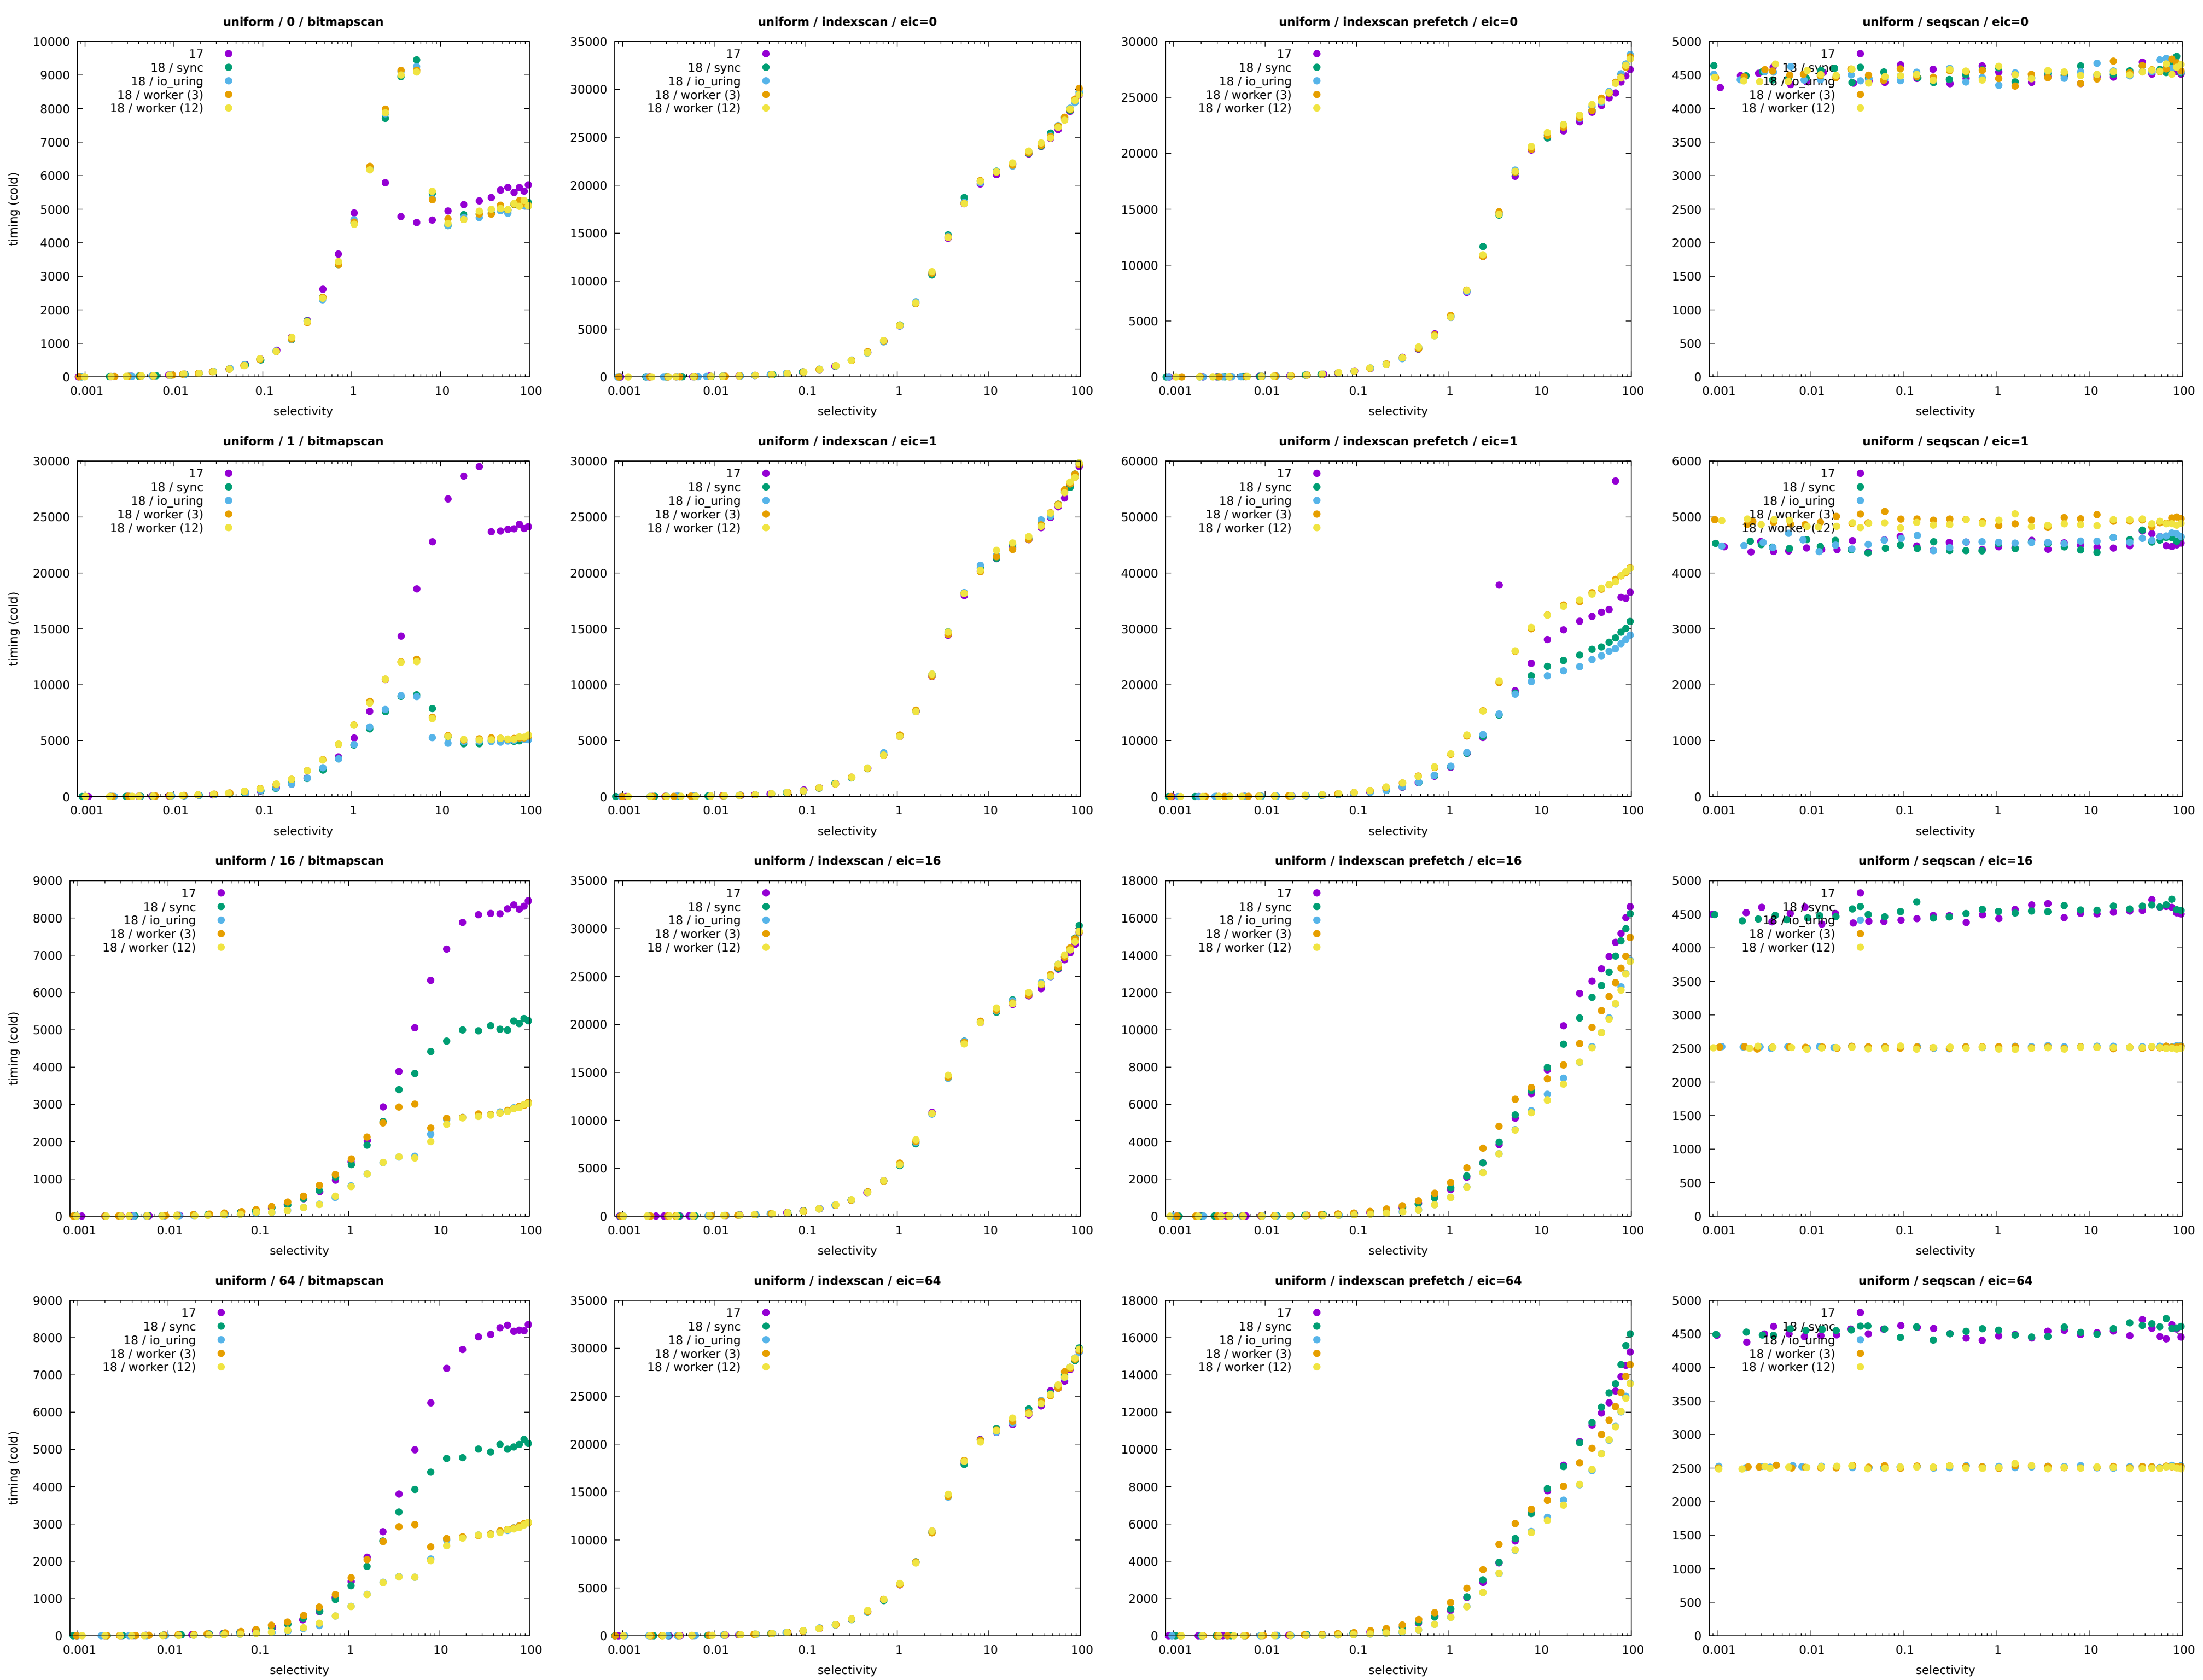 uniform / 0 / bitmapscan
timing (cold)
10000
9000
8000
7000
6000
5000
4000
3000
2000
1000
0
17
18 / sync
18 / io_uring
18 / worker (3)
18 / worker (12)
0.001 0.01 0.1 1 10 100
selectivity
uniform / indexscan / eic=0
35000
30000
25000
20000
15000
10000
5000
0
17
18 / sync
18 / io_uring
18 / worker (3)
18 / worker (12)
0.001 0.01 0.1 1 10 100
selectivity
uniform / indexscan prefetch / eic=0
30000
25000
20000
15000
10000
5000
0
17
18 / sync
18 / io_uring
18 / worker (3)
18 / worker (12)
0.001 0.01 0.1 1 10 100
selectivity
uniform / seqscan / eic=0
5000
4500
4000
3500
3000
2500
2000
1500
1000
500
0
17
18 / sync
18 / io_uring
18 / worker (3)
18 / worker (12)
0.001 0.01 0.1 1 10 100
selectivity
uniform / 1 / bitmapscan
timing (cold)
30000
25000
20000
15000
10000
5000
0
17
18 / sync
18 / io_uring
18 / worker (3)
18 / worker (12)
0.001 0.01 0.1 1 10 100
selectivity
uniform / indexscan / eic=1
30000
25000
20000
15000
10000
5000
0
17
18 / sync
18 / io_uring
18 / worker (3)
18 / worker (12)
0.001 0.01 0.1 1 10 100
selectivity
uniform / indexscan prefetch / eic=1
60000
50000
40000
30000
20000
10000
0
17
18 / sync
18 / io_uring
18 / worker (3)
18 / worker (12)
0.001 0.01 0.1 1 10 100
selectivity
uniform / seqscan / eic=1
6000
5000
4000
3000
2000
1000
0
17
18 / sync
18 / io_uring
18 / worker (3)
18 / worker (12)
0.001 0.01 0.1 1 10 100
selectivity
uniform / 16 / bitmapscan
timing (cold)
9000
8000
7000
6000
5000
4000
3000
2000
1000
0
17
18 / sync
18 / io_uring
18 / worker (3)
18 / worker (12)
0.001 0.01 0.1 1 10 100
selectivity
uniform / indexscan / eic=16
35000
30000
25000
20000
15000
10000
5000
0
17
18 / sync
18 / io_uring
18 / worker (3)
18 / worker (12)
0.001 0.01 0.1 1 10 100
selectivity
uniform / indexscan prefetch / eic=16
18000
16000
14000
12000
10000
8000
6000
4000
2000
0
17
18 / sync
18 / io_uring
18 / worker (3)
18 / worker (12)
0.001 0.01 0.1 1 10 100
selectivity
uniform / seqscan / eic=16
5000
4500
4000
3500
3000
2500
2000
1500
1000
500
0
17
18 / sync
18 / io_uring
18 / worker (3)
18 / worker (12)
0.001 0.01 0.1 1 10 100
selectivity
uniform / 64 / bitmapscan
timing (cold)
9000
8000
7000
6000
5000
4000
3000
2000
1000
0
17
18 / sync
18 / io_uring
18 / worker (3)
18 / worker (12)
0.001 0.01 0.1 1 10 100
selectivity
uniform / indexscan / eic=64
35000
30000
25000
20000
15000
10000
5000
0
17
18 / sync
18 / io_uring
18 / worker (3)
18 / worker (12)
0.001 0.01 0.1 1 10 100
selectivity
uniform / indexscan prefetch / eic=64
18000
16000
14000
12000
10000
8000
6000
4000
2000
0
17
18 / sync
18 / io_uring
18 / worker (3)
18 / worker (12)
0.001 0.01 0.1 1 10 100
selectivity
uniform / seqscan / eic=64
5000
4500
4000
3500
3000
2500
2000
1500
1000
500
0
17
18 / sync
18 / io_uring
18 / worker (3)
18 / worker (12)
0.001 0.01 0.1 1 10 100
selectivity